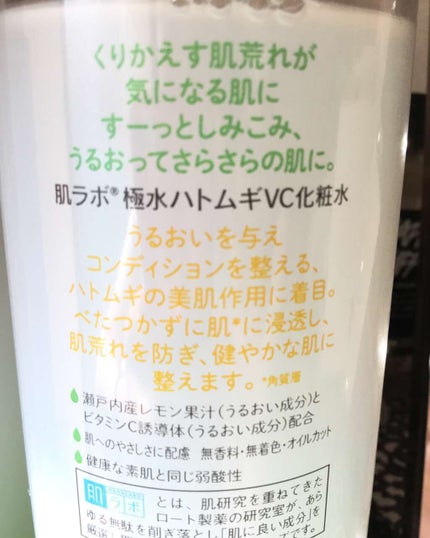 くりかえす肌荒れが
気になる肌に
すーっとしみこみ、
うるおってさらさらの肌に。
肌ラボ®極水ハトムギVC化粧水
うるおいを与え
コンディションを整える、
ハトムギの美肌作用に着目。
べたつかずに肌*に浸透し、
肌荒れを防ぎ、健やかな肌に
整えます。*角質層
瀬戸内産レモン果汁(うるおい成分)と
ビタミンC誘導体(うるおい成分)配合
肌へのやさしさに配慮 無香料・無着色・オイルカット
健康な素肌と同じ弱酸性
肌ラボ とは、肌研究を重ねてきた
ロート製薬の研究室が、あら
ゆる無駄を削ぎ落とし「肌に良い成分」を
厳選
です。